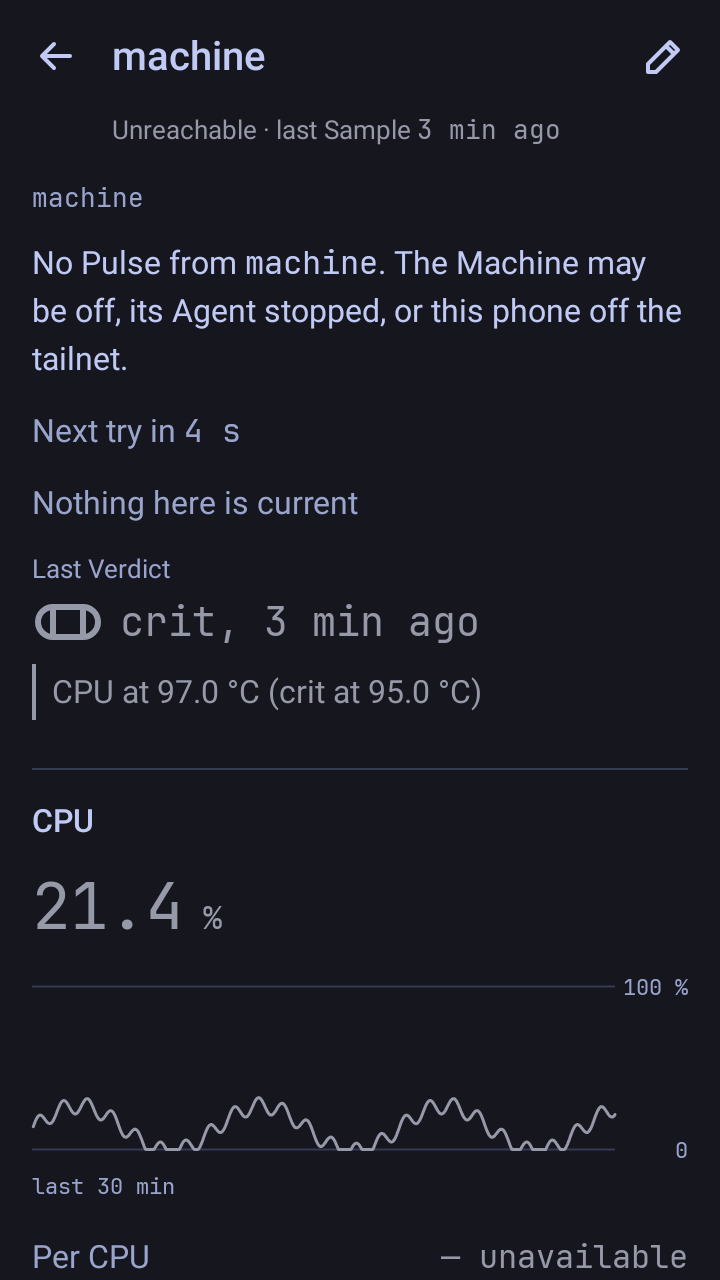 machine
Unreachable · last Sample 3 min ago
machine
No Pulse from machine. The Machine may
be off, its Agent stopped, or this phone off the
tailnet.
Next try in 4 s
Nothing here is current
Last Verdict
crit, 3 min ago
CPU at 97.0 °C (crit at 95.0 °C)
CPU
21.4 %
100 %
0
last 30 min
Per CPU — unavailable